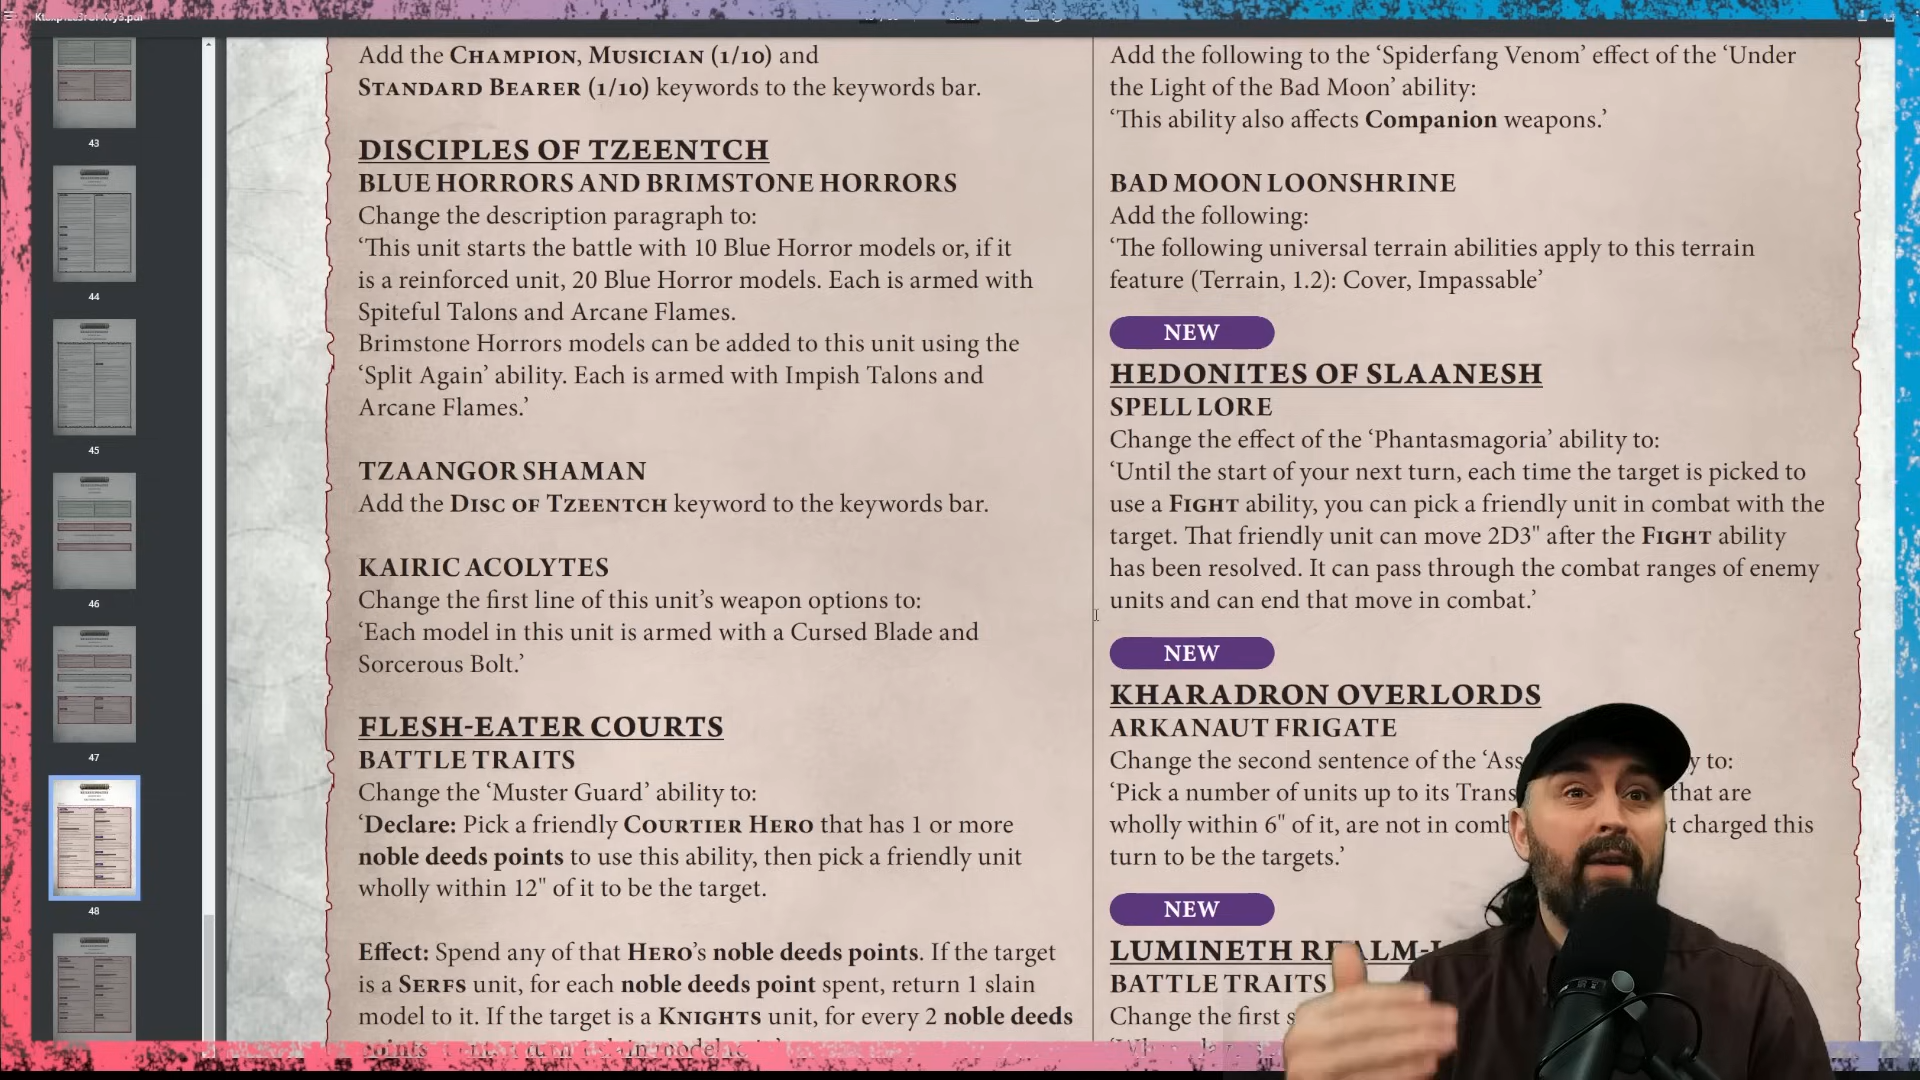 Add the CHAMPION, MUSICIAN (1/10) and
STANDARD BEARER (1/10) keywords to the keywords bar.
DISCIPLES OF TZEENTCH
BLUE HORRORS AND BRIMSTONE HORRORS
Change the description paragraph to:
‘This unit starts the battle with 10 Blue Horror models or, if it
is a reinforced unit, 20 Blue Horror models. Each is armed with
Spiteful Talons and Arcane Flames.
Brimstone Horrors models can be added to this unit using the
‘Split Again’ ability. Each is armed with Impish Talons and
Arcane Flames.’
TZAANGOR SHAMAN
Add the DISC OF TZEENTCH keyword to the keywords bar.
KAIRIC ACOLYTES
Change the first line of this unit’s weapon options to:
‘Each model in this unit is armed with a Cursed Blade and
Sorcerous Bolt.’
FLESH-EATER COURTS
BATTLE TRAITS
Change the ‘Muster Guard’ ability to:
‘Declare: Pick a friendly COURTIER HERO that has 1 or more
noble deeds points to use this ability, then pick a friendly unit
wholly within 12" of it to be the target.
Effect: Spend any of that HERO’s noble deeds points. If the target
is a SERFS unit, for each noble deeds point spent, return 1 slain
model to it. If the target is a KNIGHTS unit, for every 2 noble deeds
Add the following to the ‘Spiderfang Venom’ effect of the ‘Under
the Light of the Bad Moon’ ability:
‘This ability also affects Companion weapons.’
BAD MOON LOONSHRINE
Add the following:
‘The following universal terrain abilities apply to this terrain
feature (Terrain, 1.2): Cover, Impassable’
NEW
HEDONITES OF SLAANESH
SPELL LORE
Change the effect of the ‘Phantasmagoria’ ability to:
‘Until the start of your next turn, each time the target is picked to
use a FIGHT ability, you can pick a friendly unit in combat with the
target. That friendly unit can move 2D3" after the FIGHT ability
has been resolved. It can pass through the combat ranges of enemy
units and can end that move in combat.’
NEW
KHARADRON OVERLORDS
ARKANAUT FRIGATE
Change the second sentence of the to:
‘Pick a number of units up to its that are
wholly within 6" of it, are not in charged this
turn to be the targets.’
NEW
LUMINETH
BATTLE TRAITS
Change the first
43
44
45
46
47
48